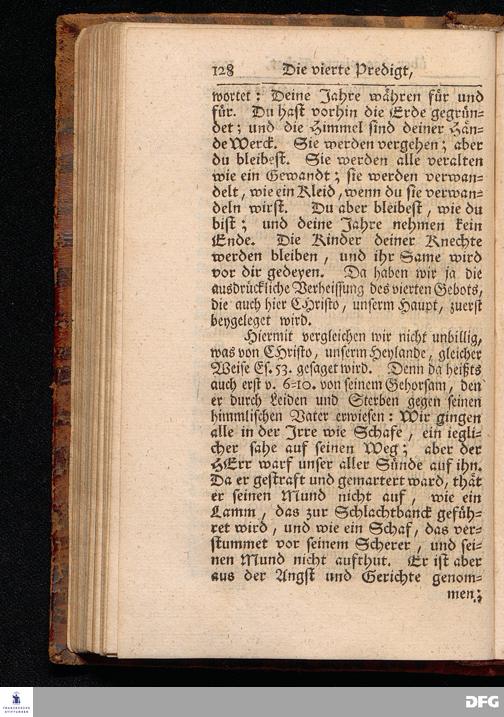 128 Die vierte Predigt,
wortet: Deine Jahre währen für und
für. Du hast vorhin die Erde gegrün-
det; und die Himmel sind deiner Hän-
de Werck. Sie werden vergehen; aber
du bleibest. Sie werden alle veralten
wie ein Gewandt; sie werden verwan-
delt, wie ein Kleid, wenn du sie verwan-
deln wirst. Du aber bleibest, wie du
bist; und deine Jahre nehmen kein
Ende. Die Kinder deiner Knechte
werden bleiben, und ihr Same wird
vor dir gedeyen. Da haben wir ja die
ausdrückliche Verheissung des vierten Gebots,
die auch hier CHristo, unserm Haupt, zuerst
beygeleget wird.
Hiermit vergleichen wir nicht unbillig,
was von CHristo, unserm Heylande, gleicher
Weise Es. 53. gesaget wird. Denn da heißts
auch erst v. 6-10. von seinem Gehorsam, den
er durch Leiden und Sterben gegen seinen
himmlischen Vater erwiesen: Wir gingen
alle in der Irre wie Schafe, ein iegli-
cher sahe auf seinen Weg; aber der
HErr warf unser aller Sünde auf ihn.
Da er gestraft und gemartert ward, thät
er seinen Mund nicht auf, wie ein
Lamm, das zur Schlachtbanck gefüh-
ret wird, und wie ein Schaf, das ver-
stummet vor seinem Scherer, und sei-
nen Mund nicht aufthut. Er ist aber
aus der Angst und Gerichte genom-
men;
FRANCKESCHE
STIFTUNGEN
DFG